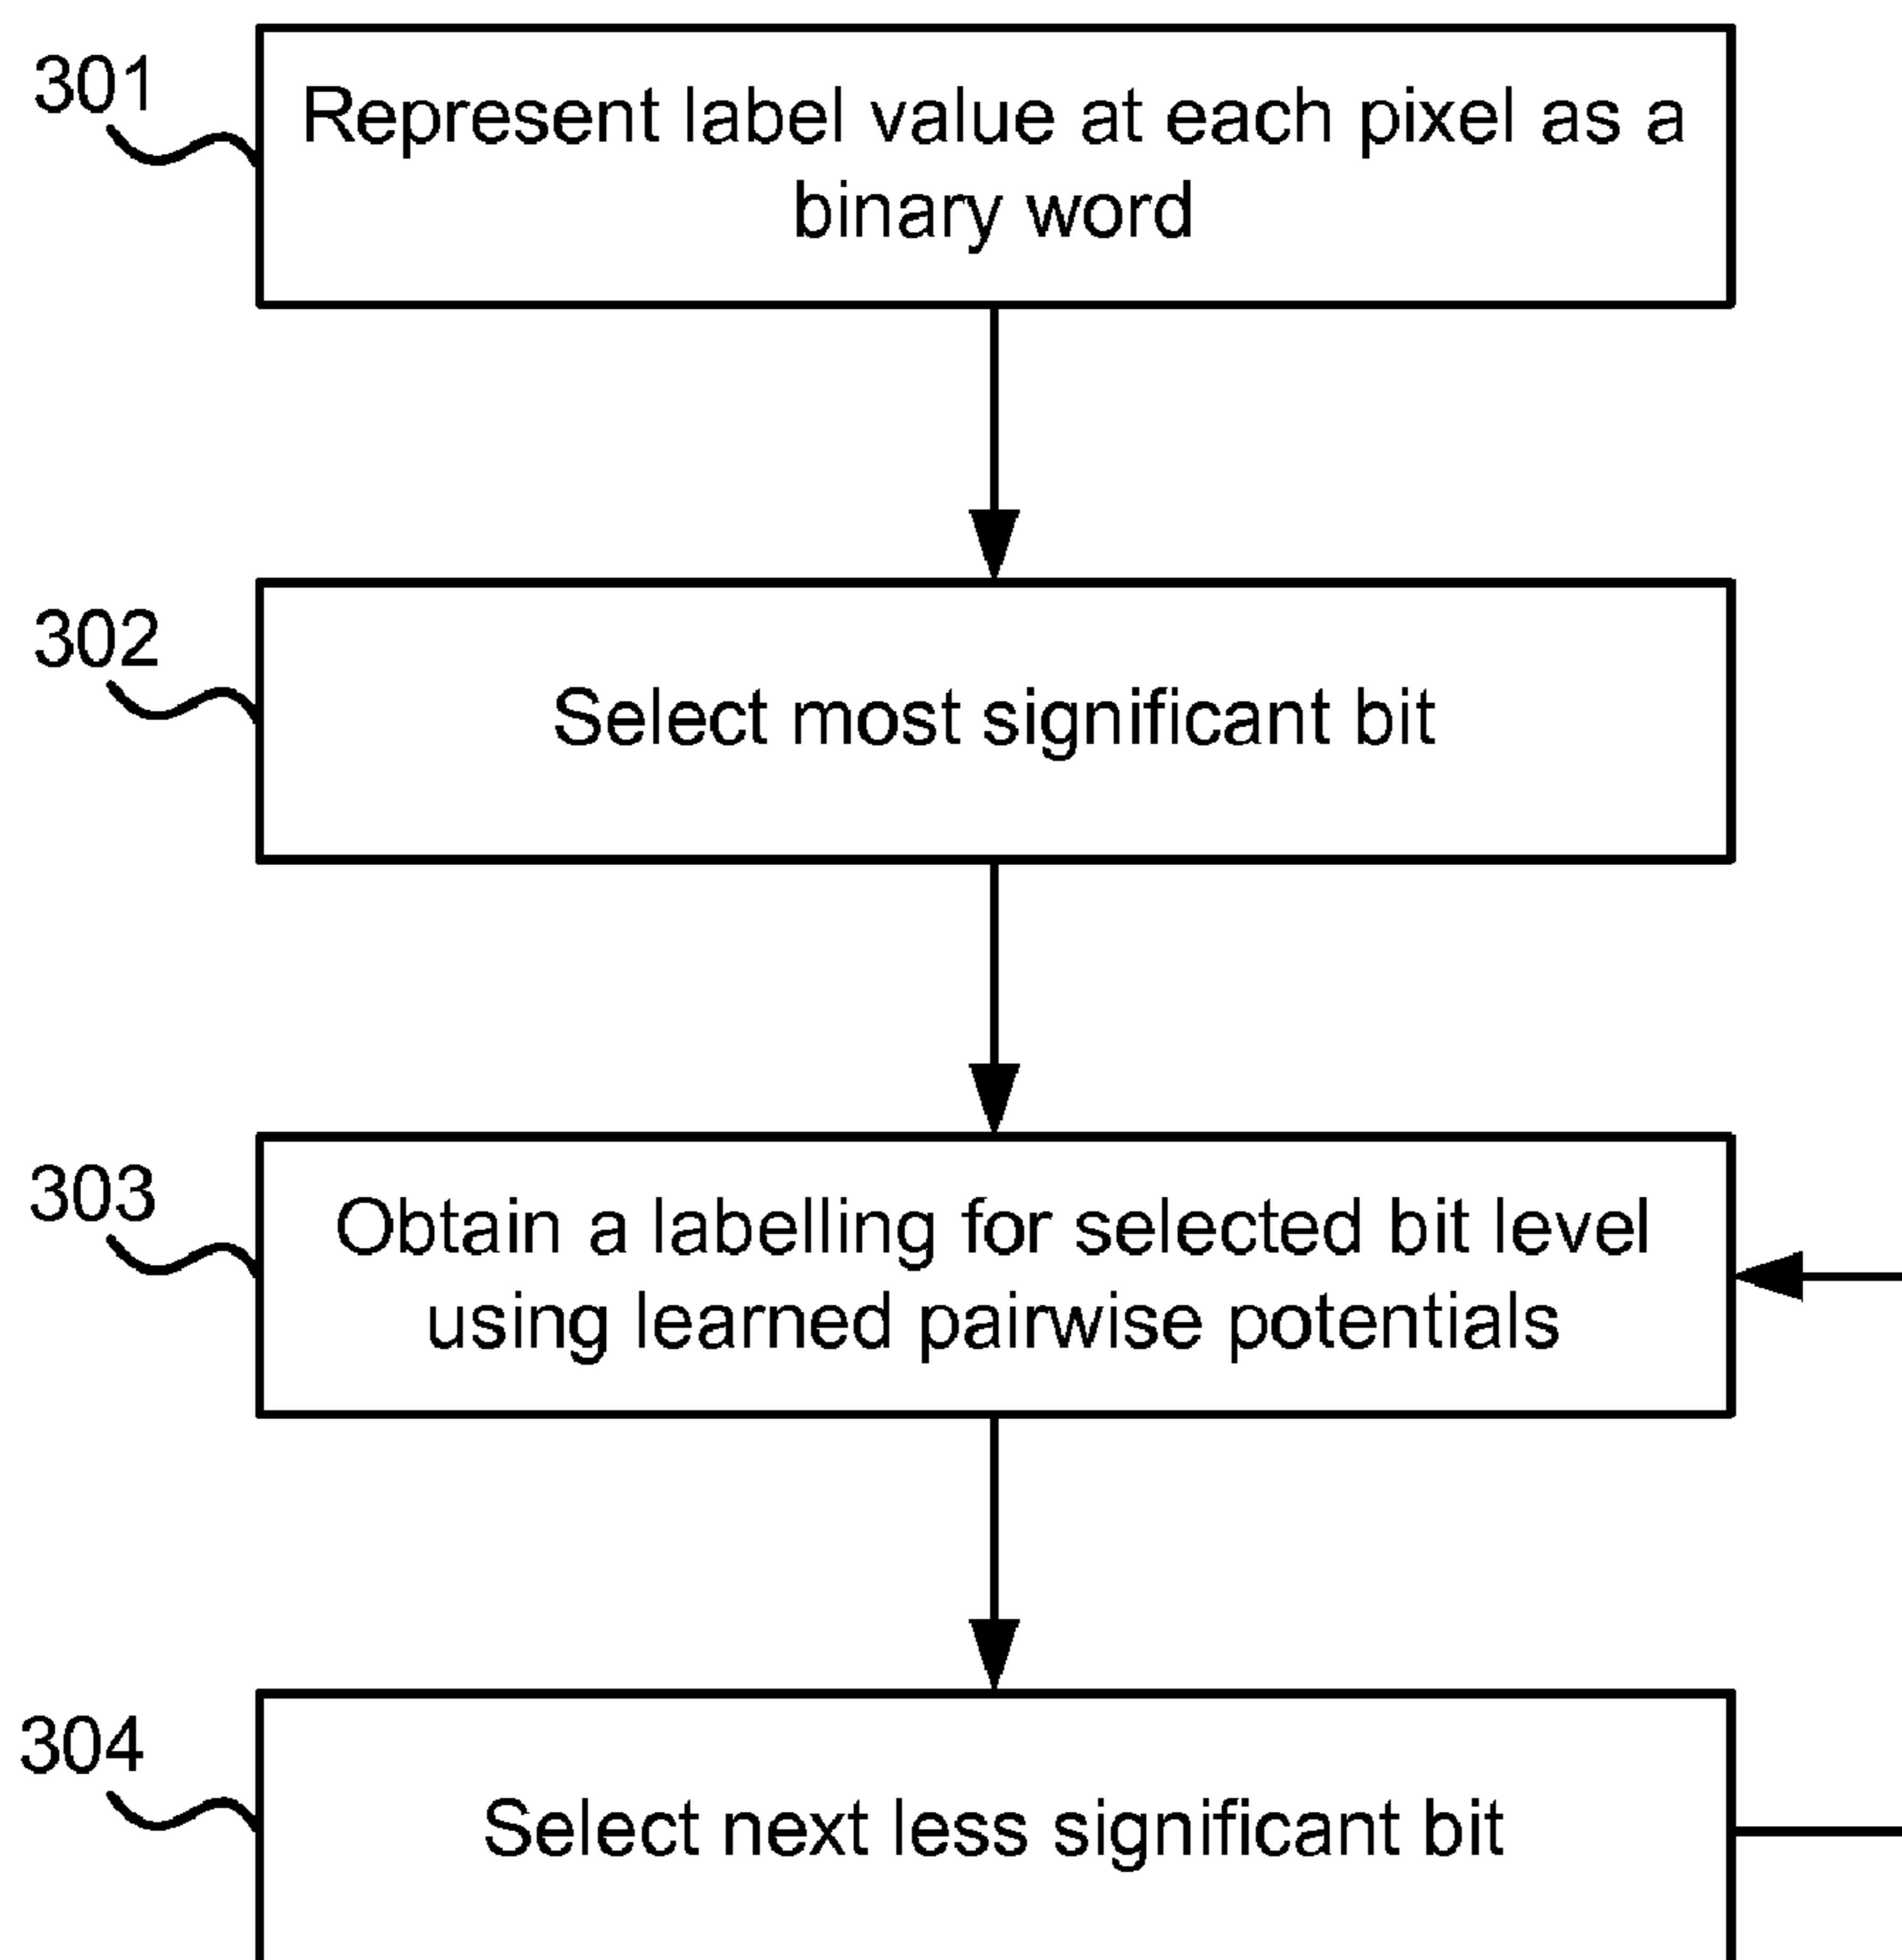 301
Represent label value at each pixel as a
binary word
302
Select most significant bit
303
Obtain a labelling for selected bit level
using learned pairwise potentials
304
Select next less significant bit